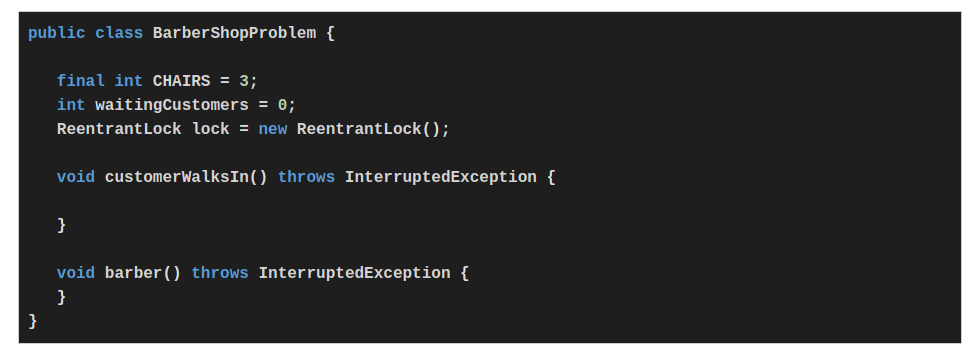 public class BarberShopProblem {
final int CHAIRS = 3;
int waitingCustomers = 0;
ReentrantLock lock = new ReentrantLock();
void customerWalksIn() throws InterruptedException {
}
void barber() throws InterruptedException {
}
}